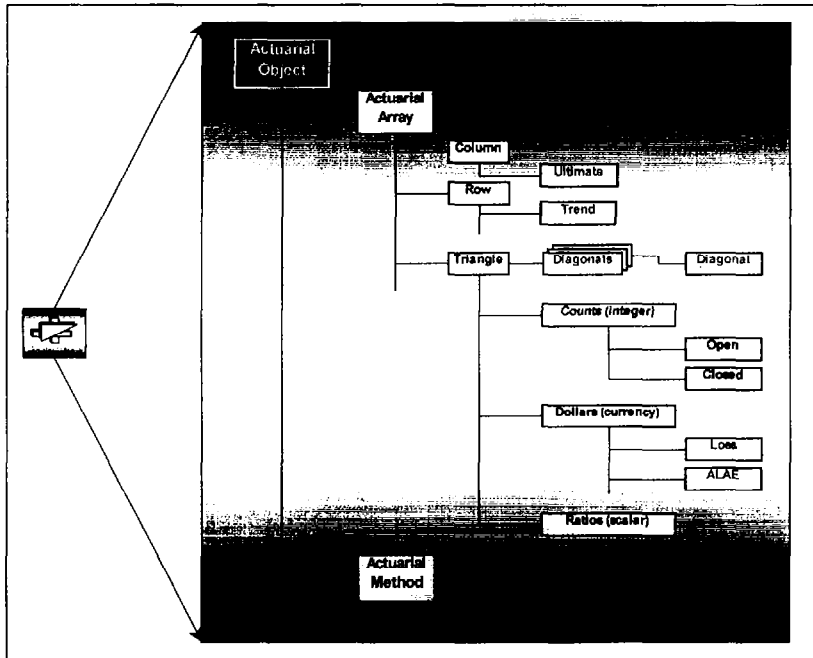 Actuarial
Object
Actuarial
Array
Column
Ultimate
Row
Trend
Triangle
Diagonals
Diagonal
Counts (integer)
Open
Closed
Dollars (currency)
Loss
ALAE
Ratios (scalar)
Actuarial
Method